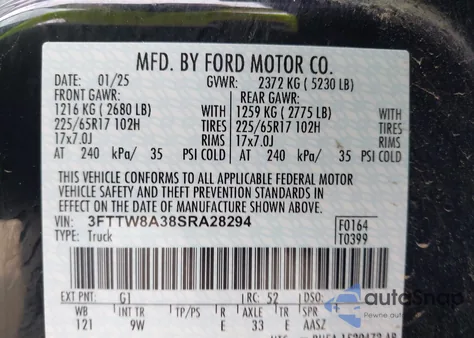 MFD. BY FORD MOTOR CO.
DATE: 01/25 GVWR: 2372 KG ( 5230 LB)
FRONT GAWR: REAR GAWR:
1216 KG ( 2680 LB) WITH 1259 KG ( 2775 LB) WITH
225/65R17 102H TIRES 225/65R17 102H TIRES
17x7.0J RIMS 17x7.0J RIMS
AT 240 kPa/ 35 PSI COLD AT 240 kPa/ 35 PSI COLD
THIS VEHICLE CONFORMS TO ALL APPLICABLE FEDERAL MOTOR
VEHICLE SAFETY AND THEFT PREVENTION STANDARDS IN
EFFECT ON THE DATE OF MANUFACTURE SHOWN ABOVE.
VIN: 3FTTW8A38SRA28294 F0164
TYPE: Truck T0399
EXT PNT: G1 RC: 52 DSO:
WB INT TR TP/PS R AXLE TR SPR
121 9W E 33 E AASZ
autoSnap
Powered by AutoPoint